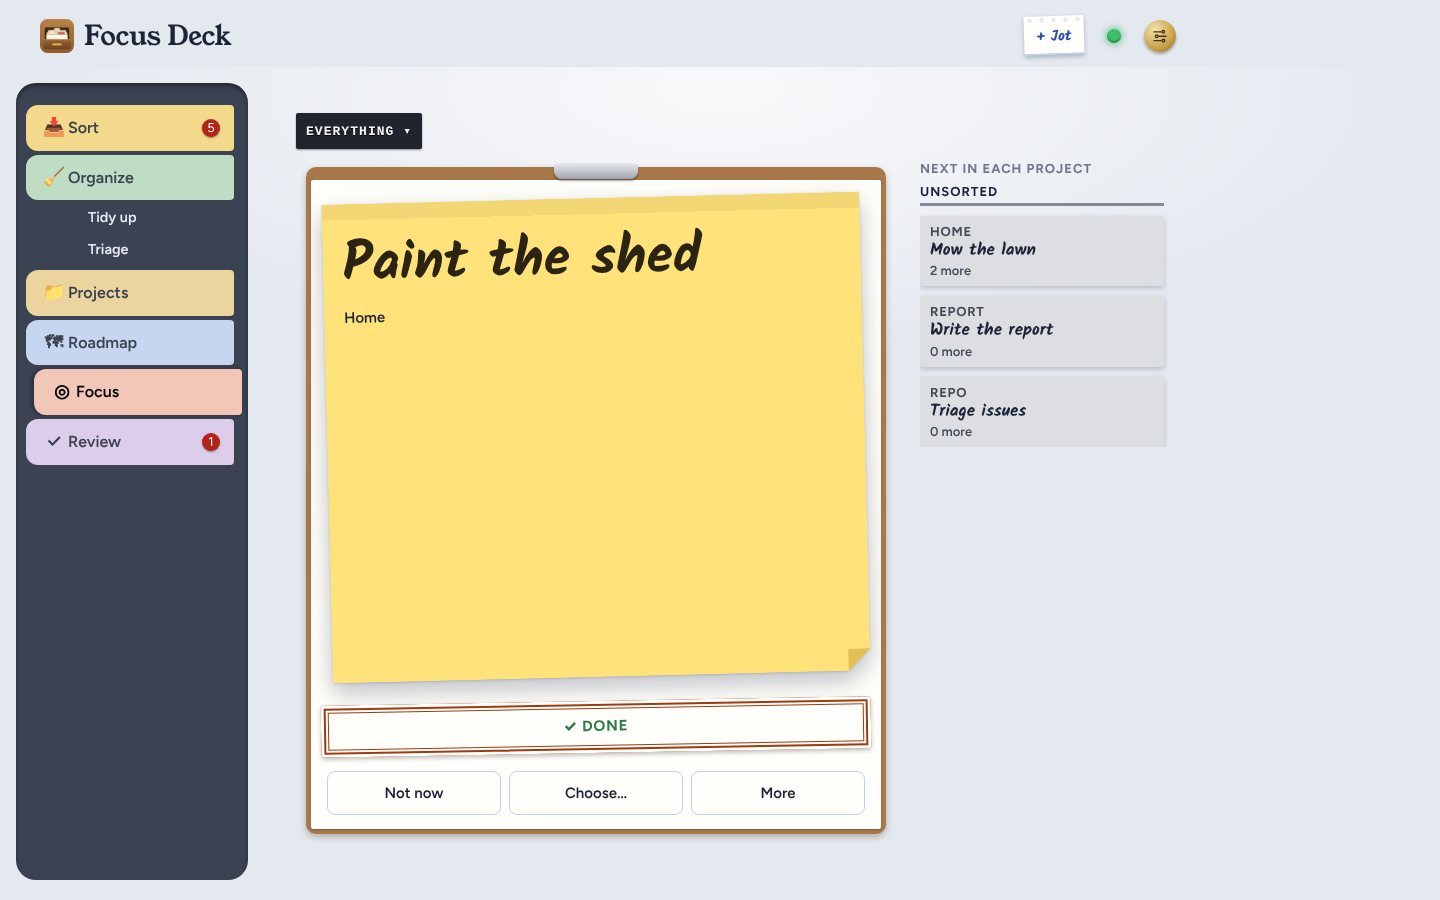 Focus Deck
+ Jot
Sort 5
Organize
Tidy up
Triage
Projects
Roadmap
Focus
Review 1
EVERYTHING ▾
Paint the shed
Home
✓ DONE
Not now
Choose...
More
NEXT IN EACH PROJECT
UNSORTED
HOME
Mow the lawn
2 more
REPORT
Write the report
0 more
REPO
Triage issues
0 more